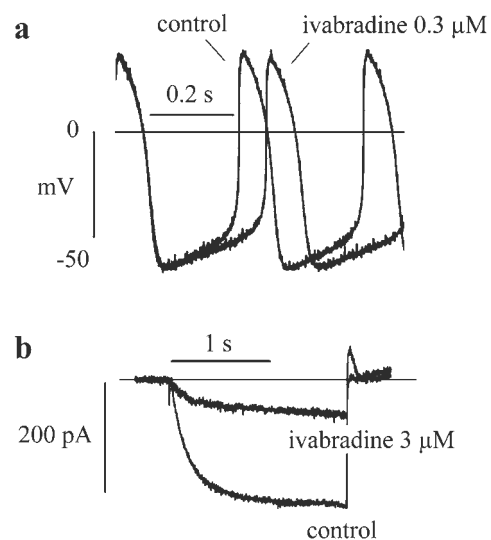 a
control
ivabradine 0.3 µM
0.2 s
0
mV
-50
b
1 s
200 pA
ivabradine 3 µM
control